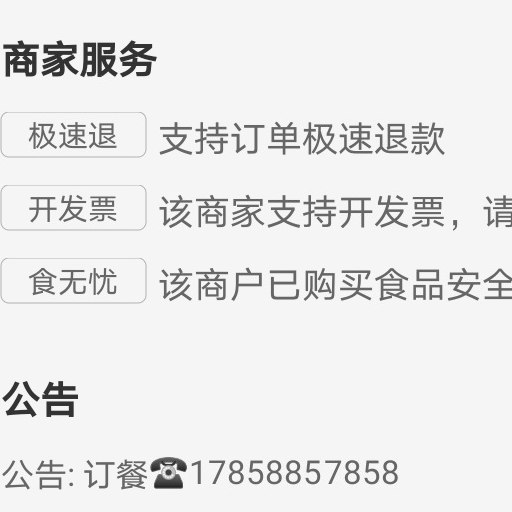 商家服务
极速退 支持订单极速退款
开发票 该商家支持开发票，请
食无忧 该商户已购买食品安全
公告
公告: 订餐☎17858857858